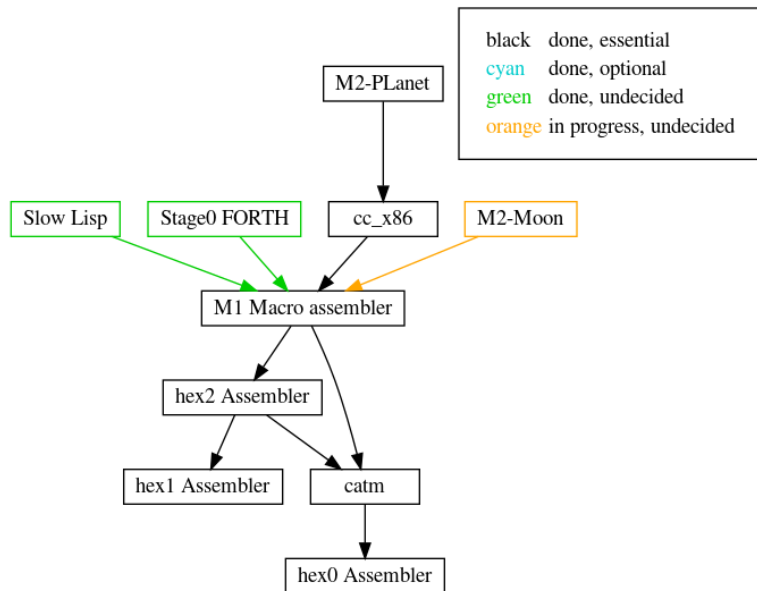 black done, essential
cyan done, optional
green done, undecided
orange in progress, undecided
M2-PLanet
Slow Lisp
Stage0 FORTH
cc_x86
M2-Moon
M1 Macro assembler
hex2 Assembler
hex1 Assembler
catm
hex0 Assembler